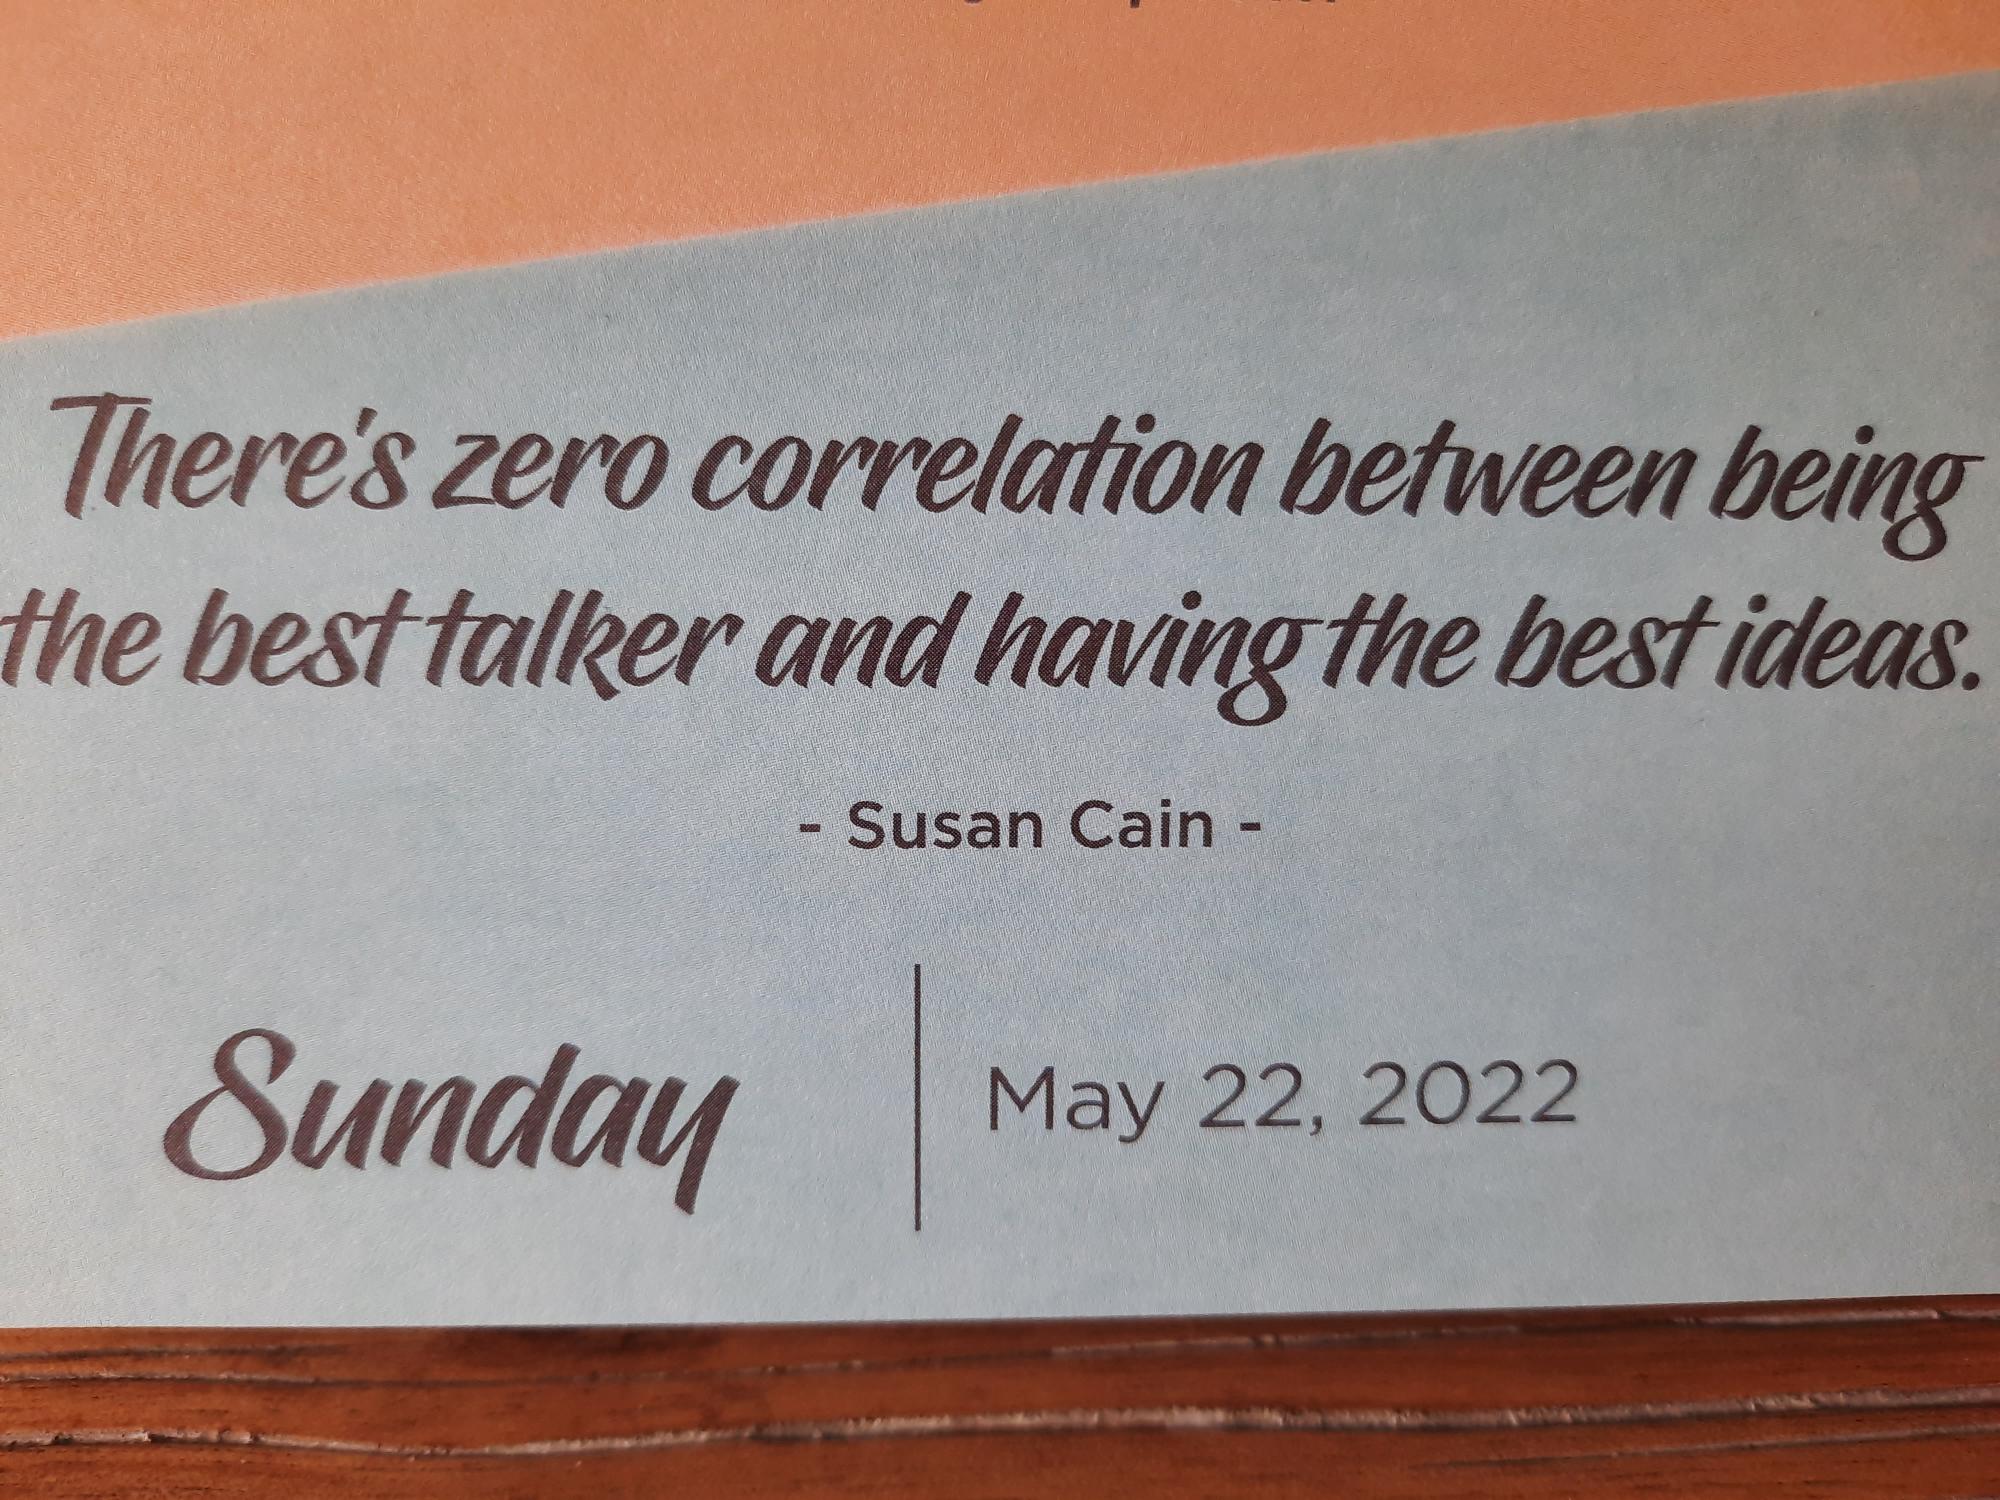 There's zero correlation between being
the best talker and having the best ideas.
- Susan Cain -
Sunday
May 22, 2022